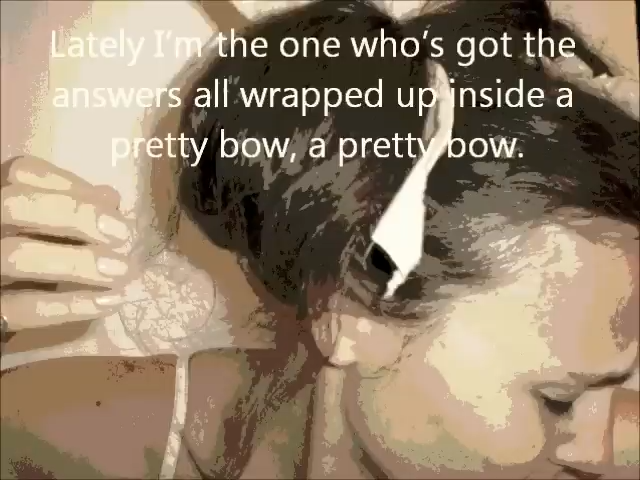 Lately I'm the one who's got the
answers all wrapped up inside a
pretty bow, a pretty bow.